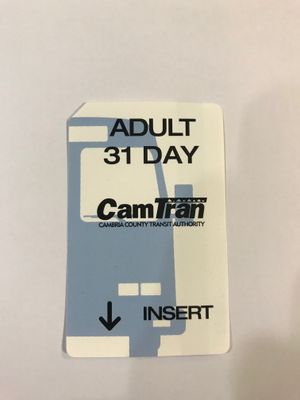 ADULT
31 DAY
CamTran
CAMBRIA COUNTY TRANSIT AUTHORITY
INSERT